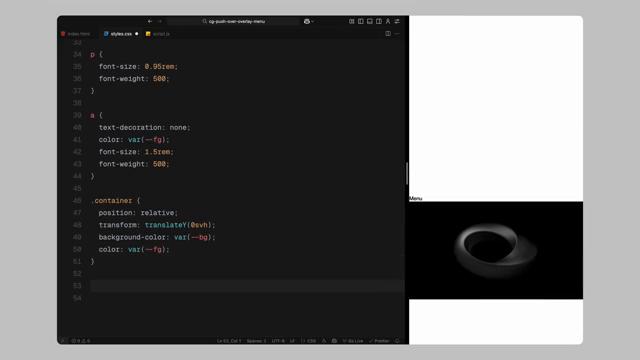 cg-push-over-overlay-menu
index.html
styles.css
script.js
33
34 p {
35 font-size: 0.95rem;
36 font-weight: 500;
37 }
38
39 a {
40 text-decoration: none;
41 color: var(--fg);
42 font-size: 1.5rem;
43 font-weight: 500;
44 }
45
46 .container {
47 position: relative;
48 transform: translateY(0svh);
49 background-color: var(--bg);
50 color: var(--fg);
51 }
52
53
54
Menu
0 0 Ln 53, Col 1 Spaces: 2 UTF-8 LF {} CSS Go Live Prettier